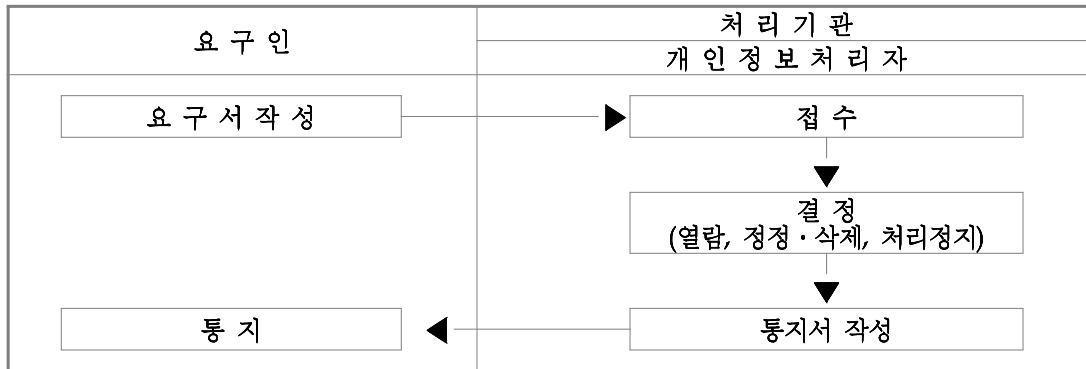 요 구 인
처 리 기 관
개 인 정 보 처 리 자
요 구 서 작 성
접 수
결 정
(열람, 정정 · 삭제, 처리정지)
통 지
통지서 작성